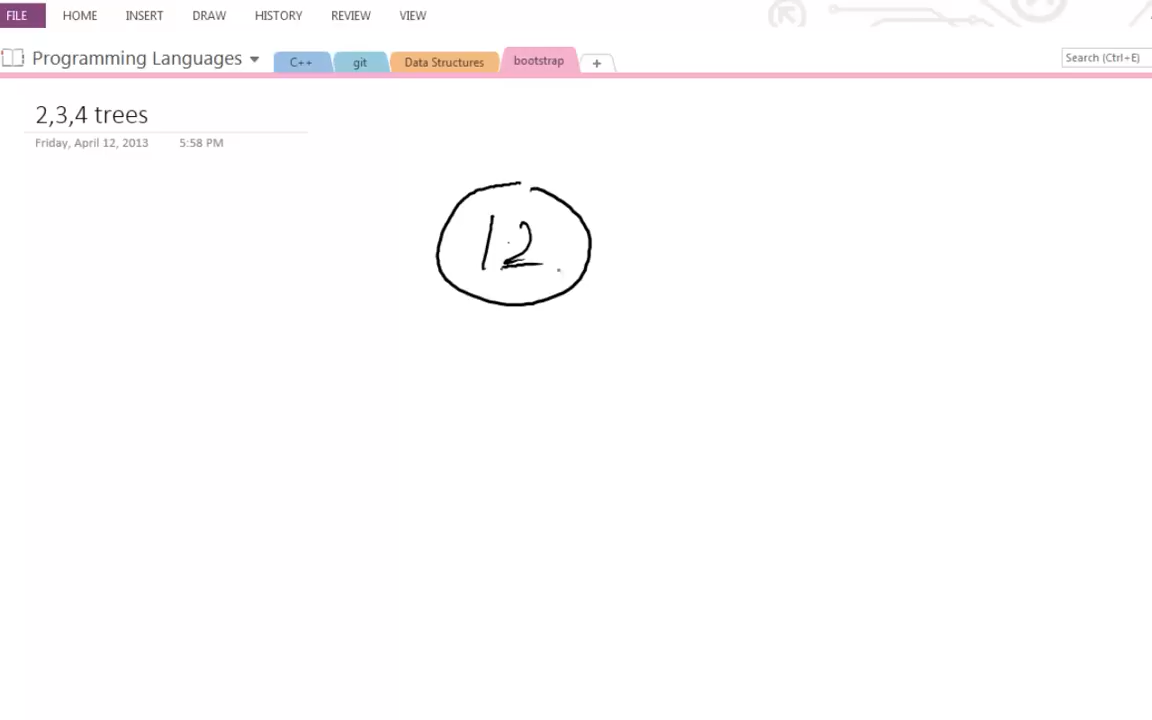 FILE HOME INSERT DRAW HISTORY REVIEW VIEW
Programming Languages C++ git Data Structures bootstrap + Search (Ctrl+E)
2,3,4 trees
Friday, April 12, 2013 5:58 PM
12